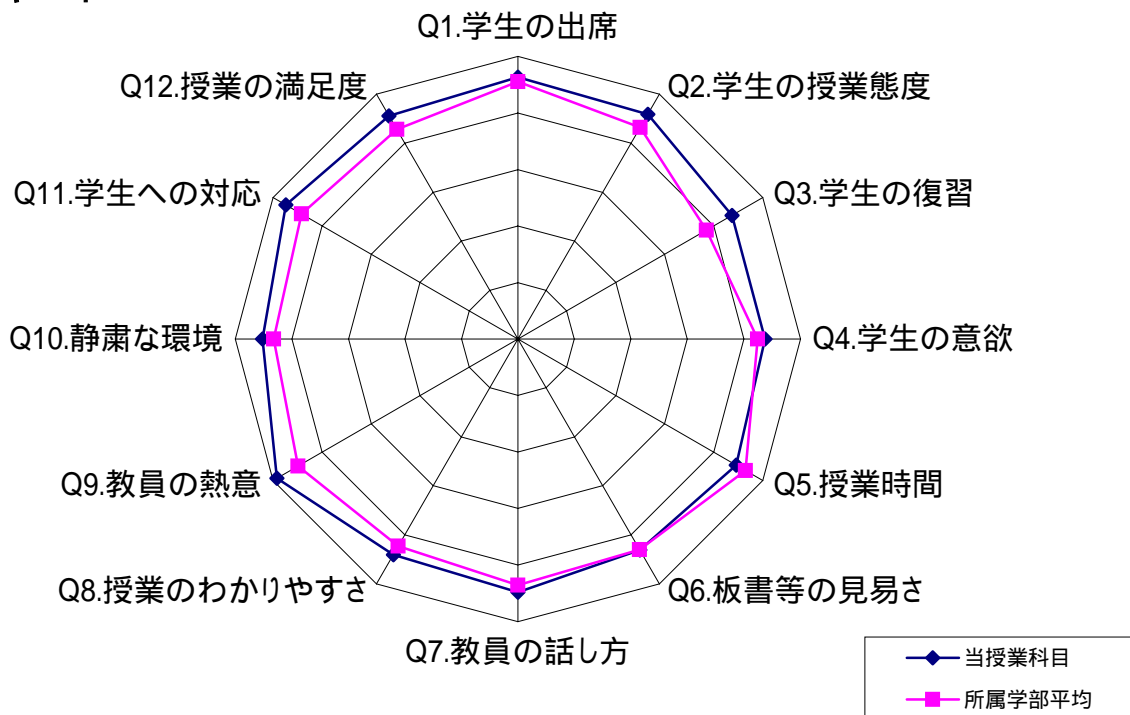 Q1.学生の出席
Q2.学生の授業態度
Q3.学生の復習
Q4.学生の意欲
Q5.授業時間
Q6.板書等の見易さ
Q7.教員の話し方
Q8.授業のわかりやすさ
Q9.教員の熱意
Q10.静粛な環境
Q11.学生への対応
Q12.授業の満足度
当授業科目
所属学部平均